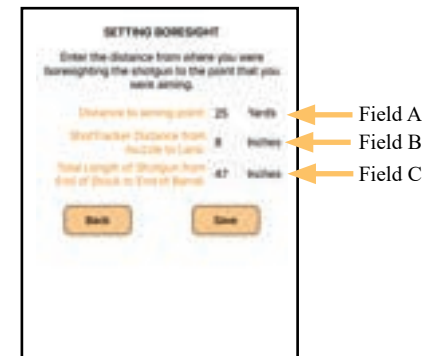 SETTING BORESIGHT
Enter the distance from where you were
boresighting the shotgun to the point that you
were aiming.
Distance to aiming point 25 Yards
ShotTracker Distance from
muzzle to Lens 8 Inches
Total Length of Shotgun from
End of Stock to End of Barrel 47 Inches
Back Save
Field A
Field B
Field C